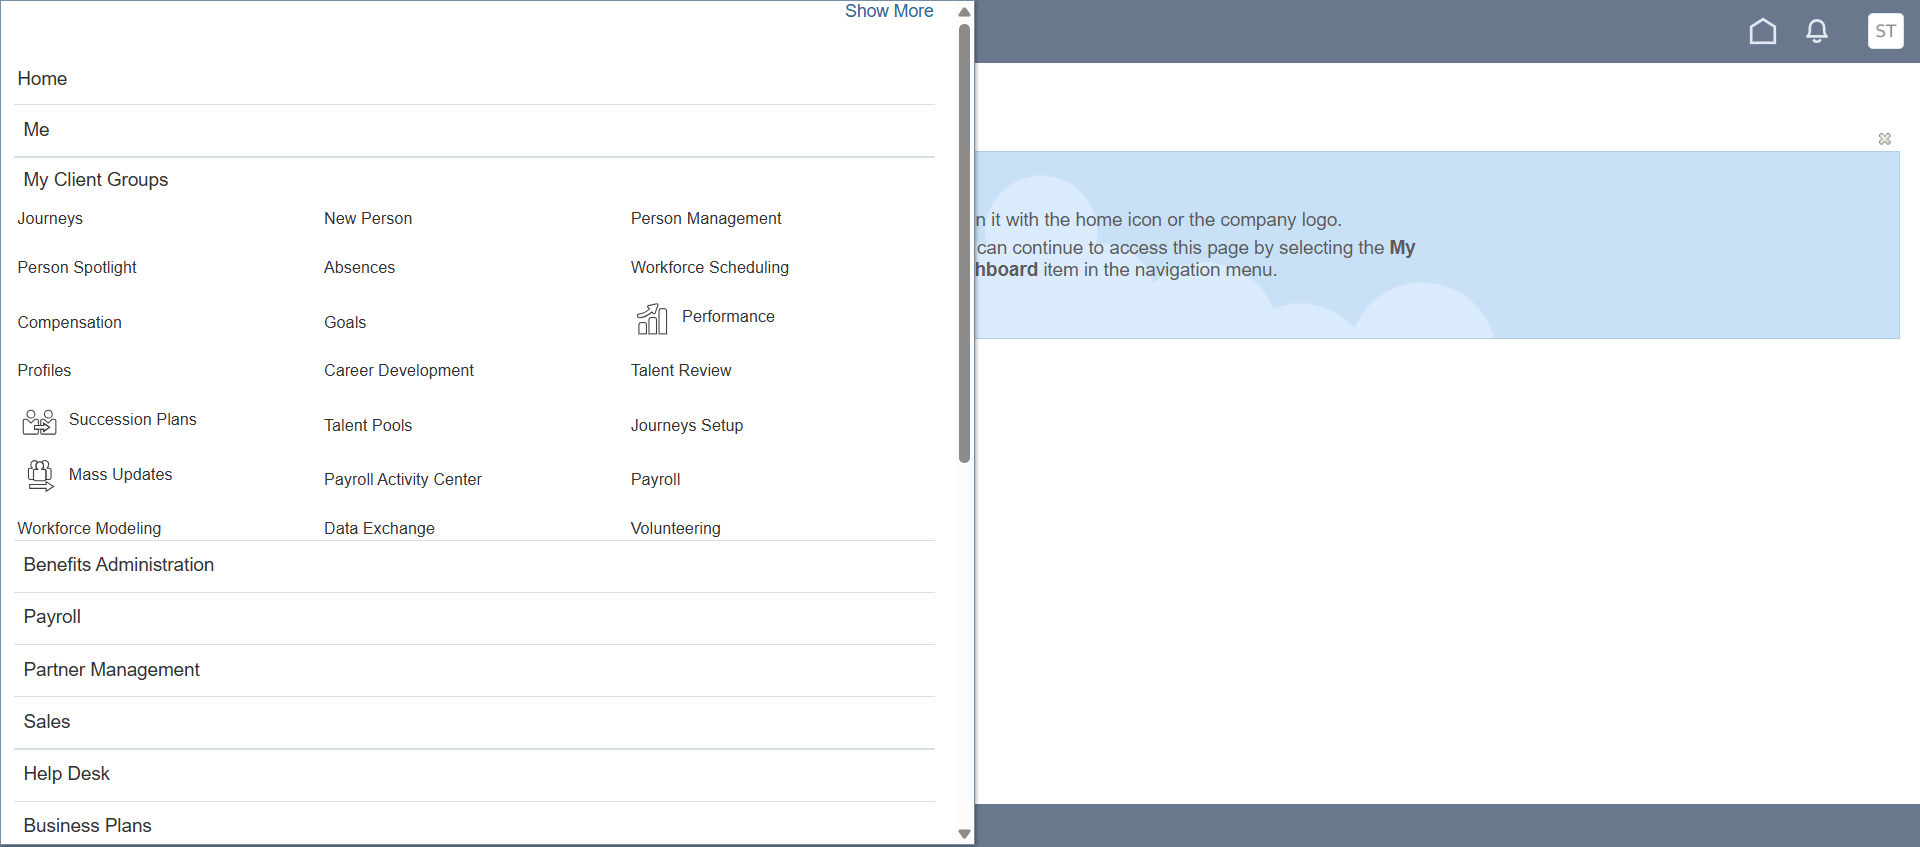 Show More
ST
Home
Me
My Client Groups
Journeys
New Person
Person Management
Person Spotlight
Absences
Workforce Scheduling
Compensation
Goals
Performance
Profiles
Career Development
Talent Review
Succession Plans
Talent Pools
Journeys Setup
Mass Updates
Payroll Activity Center
Payroll
Workforce Modeling
Data Exchange
Volunteering
Benefits Administration
Payroll
Partner Management
Sales
Help Desk
Business Plans
n it with the home icon or the company logo.
can continue to access this page by selecting the My
hboard item in the navigation menu.